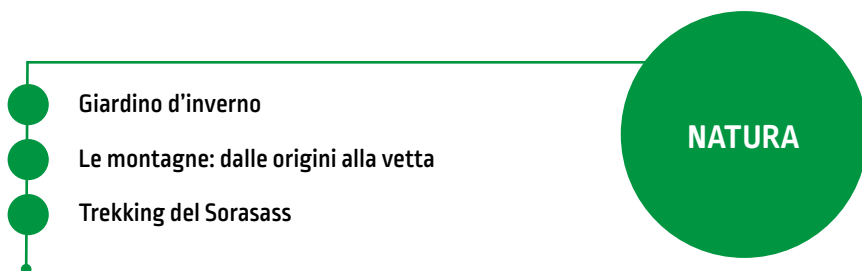 Giardino d'inverno
Le montagne: dalle origini alla vetta
Trekking del Sorasass
NATURA